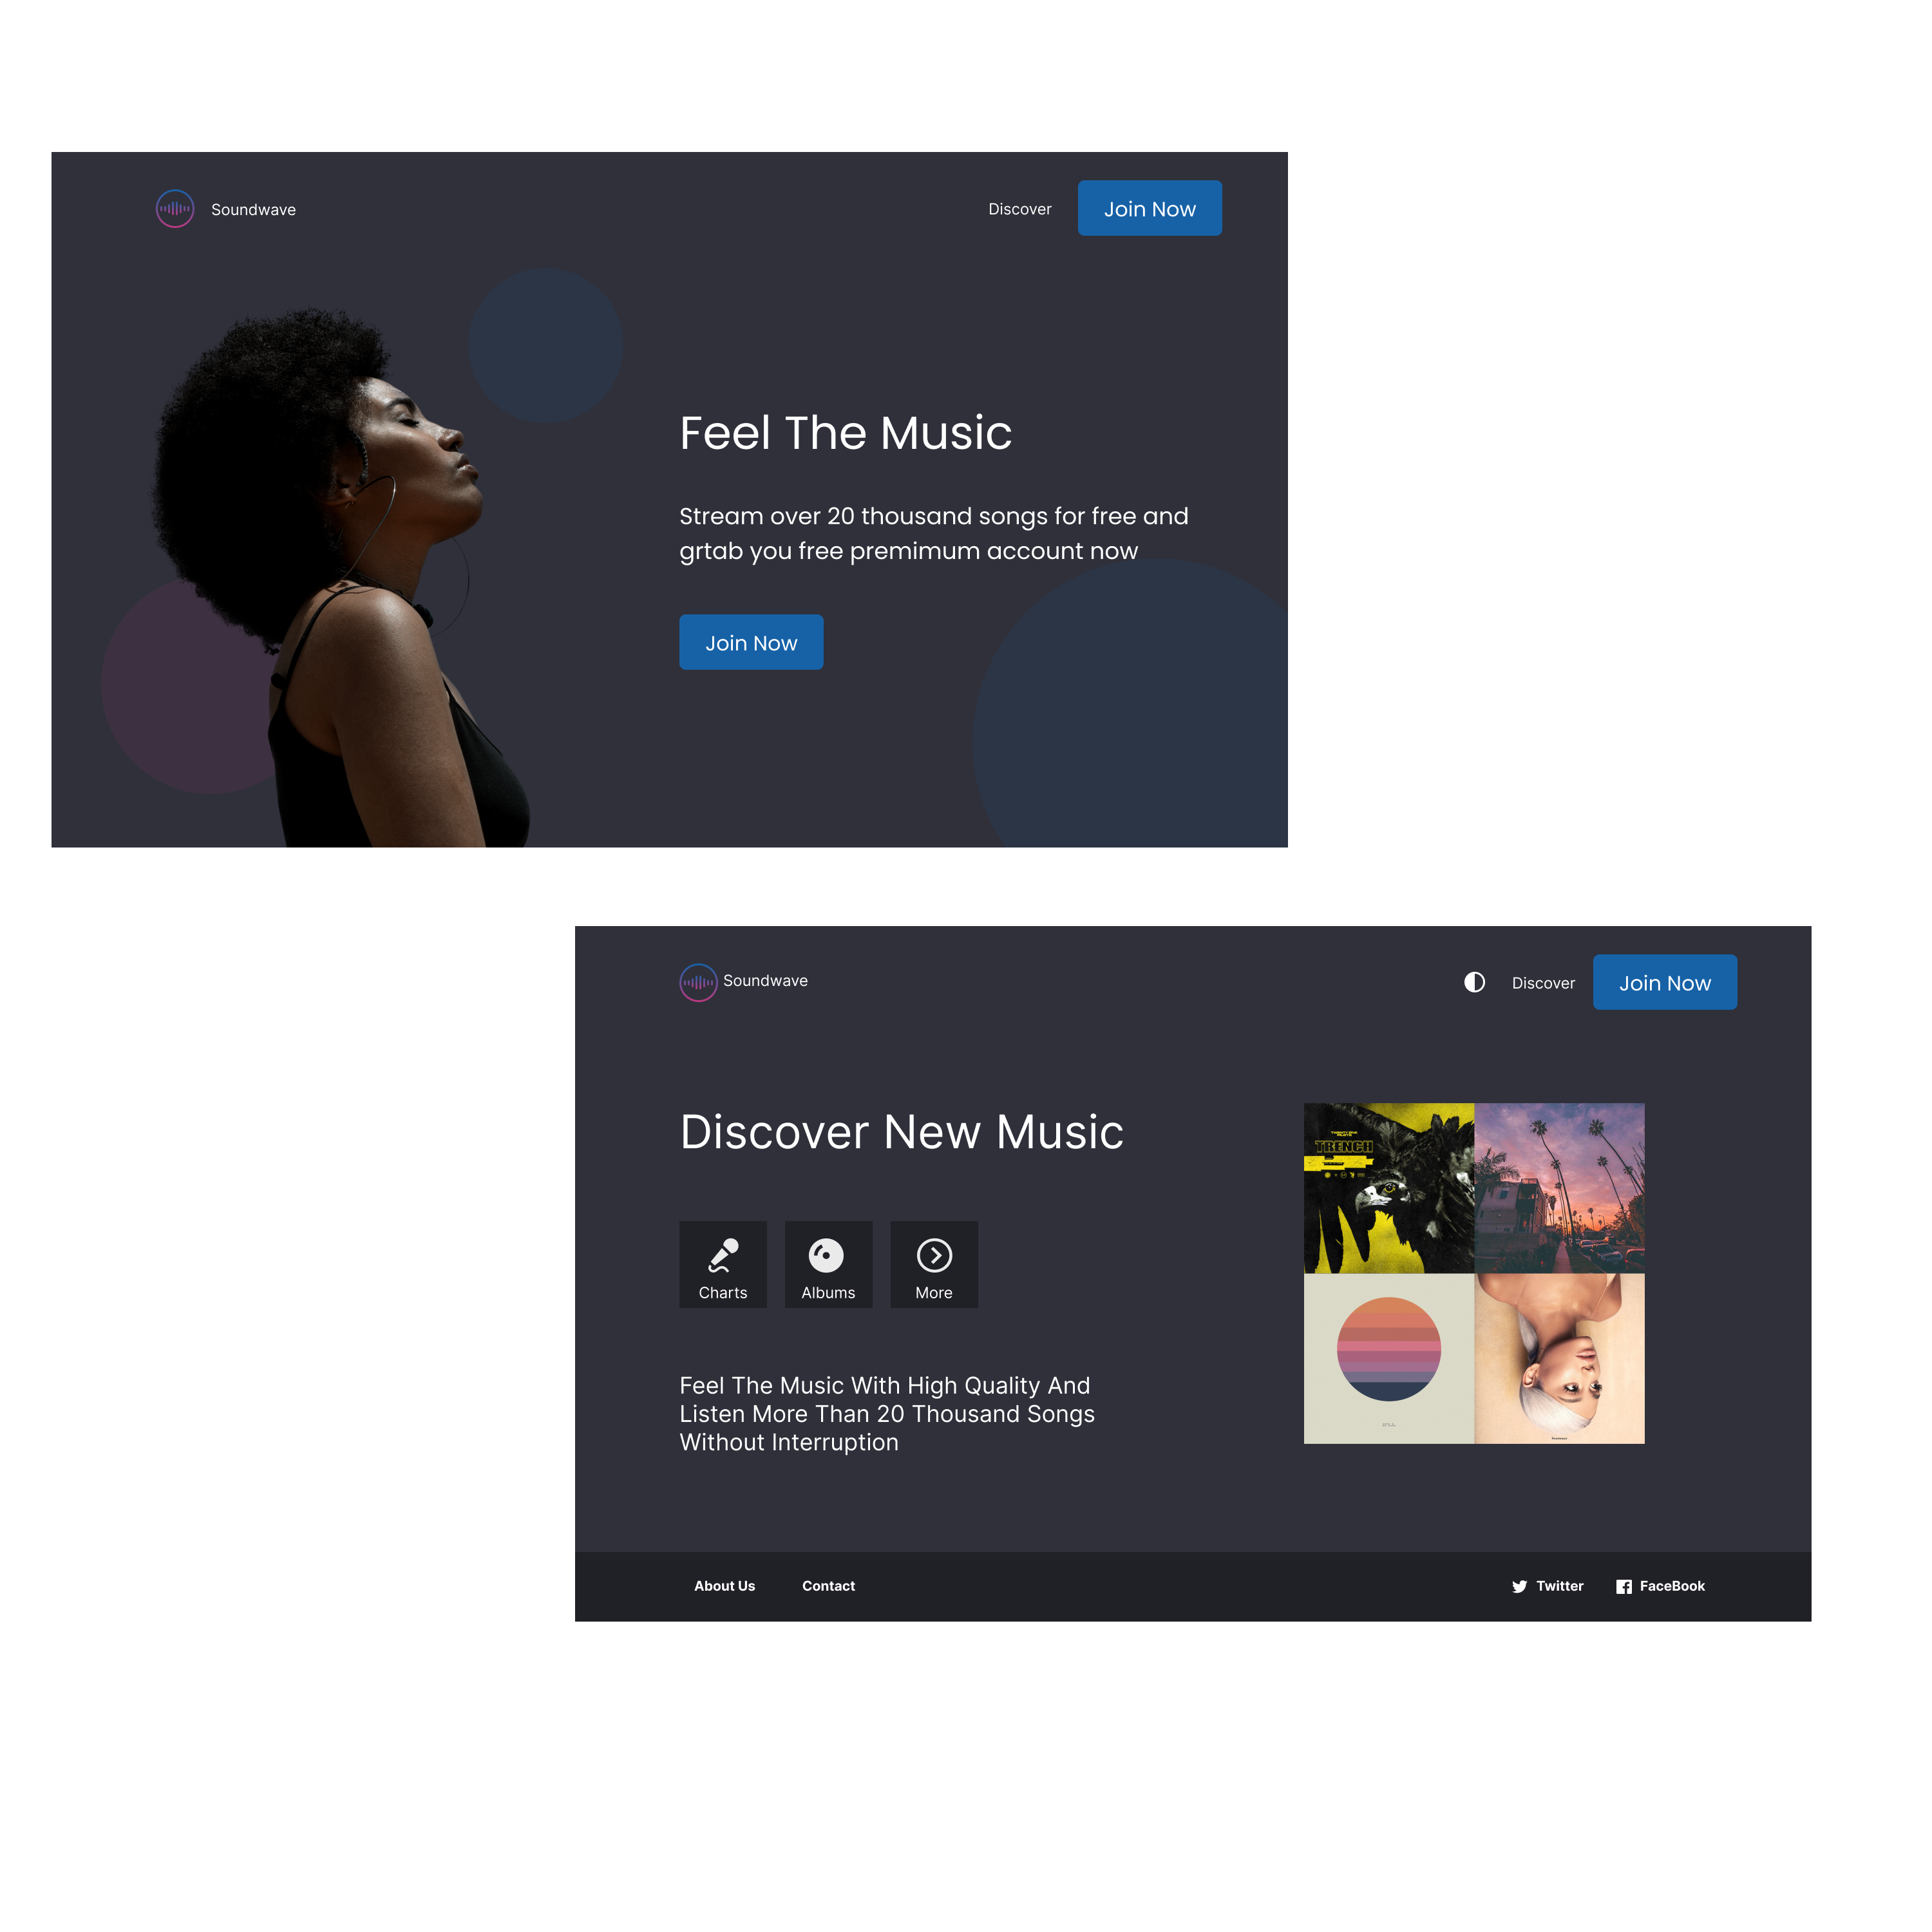 Soundwave
Discover
Join Now
Feel The Music
Stream over 20 thousand songs for free and
grtab you free premimum account now
Join Now
Soundwave
Discover
Join Now
Discover New Music
TRENCH
Charts
Albums
More
Feel The Music With High Quality And
Listen More Than 20 Thousand Songs
Without Interruption
About Us
Contact
Twitter
FaceBook